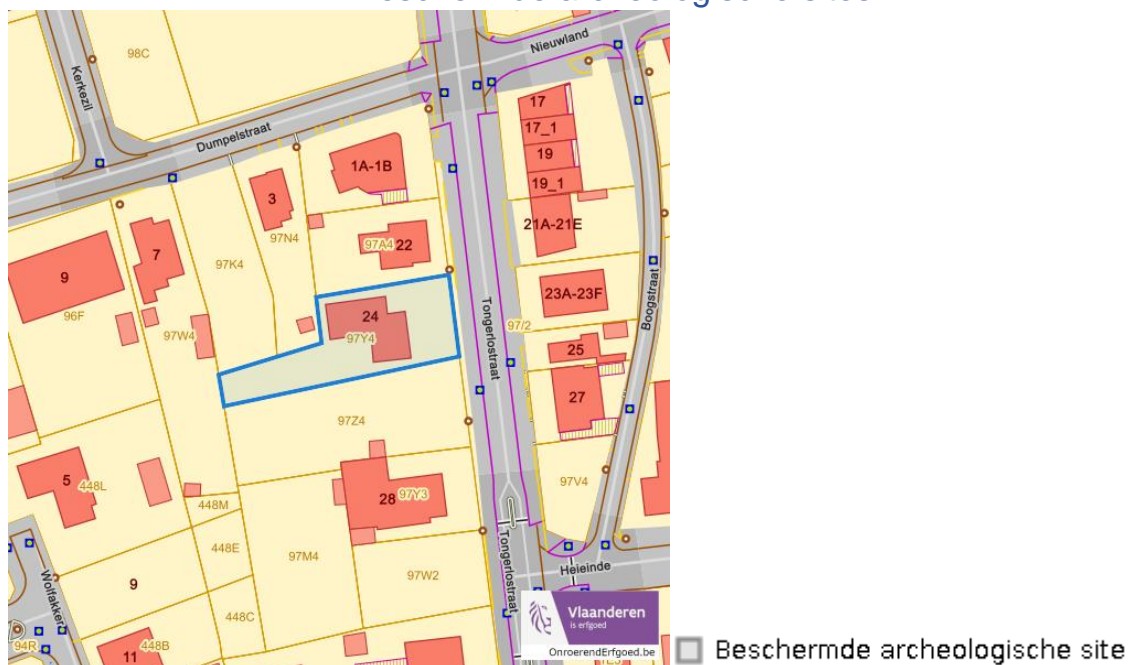 98C
Nieuwland
Kerkezil
Dumpelstraat
17
17_1
1A-1B
19
19_1
3
21A-21E
97N4
97A4 22
7
97K4
9
23A-23F
96F
24
97/2
Tongerlostraat
Boogstraat
97W4
97Y4
25
27
97Z4
5 448L
97V4
28 97Y3
448M
448E
97M4
Tongerlostraat
Heieinde
97W2
Wolfakker
9
448C
Vlaanderen
is erfgoed
94R
448B
11
OnroerendErfgoed.be
Beschermde archeologische site